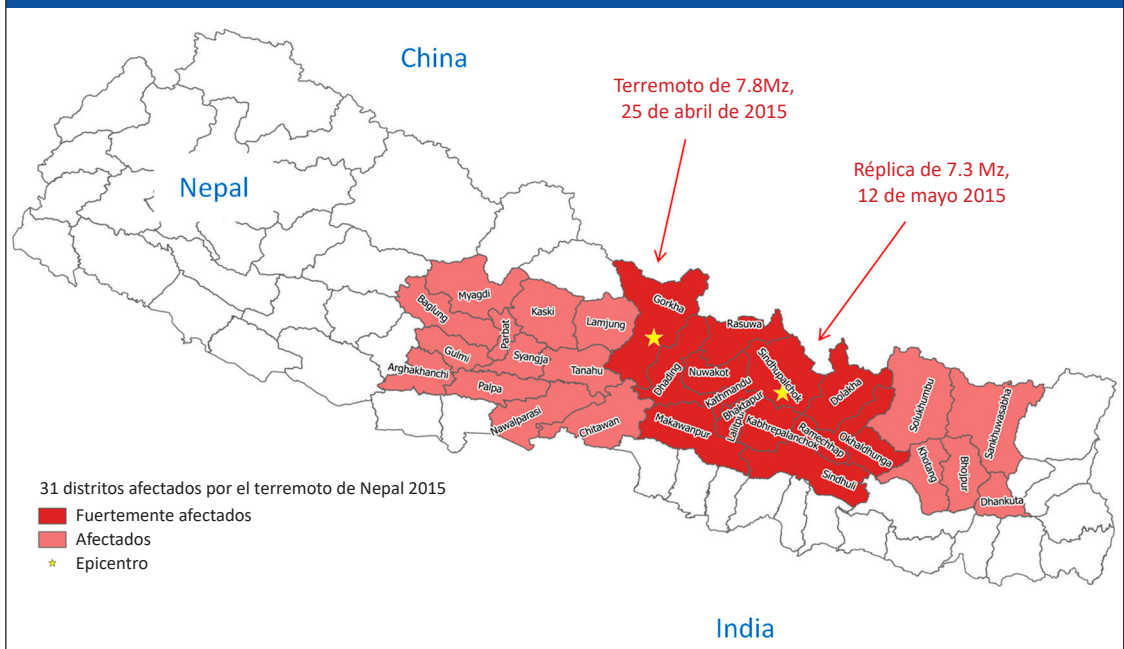 China
Terremoto de 7.8Mz,
25 de abril de 2015
Réplica de 7.3 Mz,
12 de mayo 2015
Nepal
Gorkha
Myagdi
Baglung
Kaski
Lamjung
Parbat
Rasuwa
Gulmi
Syangja
Tanahu
Arghakhanchi
Palpa
Nawalparasi
Chitawan
Dhading
Nuwakot
Sindhupalchok
Dolakha
Kathmandu
Bhaktapur
Lalitpur
Kabhrepalanchok
Ramechhap
Okhaldhunga
Makawanpur
Sindhuli
Solukhumbu
Sankhuwasabha
Khotang
Bhojpur
Dhankuta
31 distritos afectados por el terremoto de Nepal 2015
Fuertemente afectados
Afectados
Epicentro
India